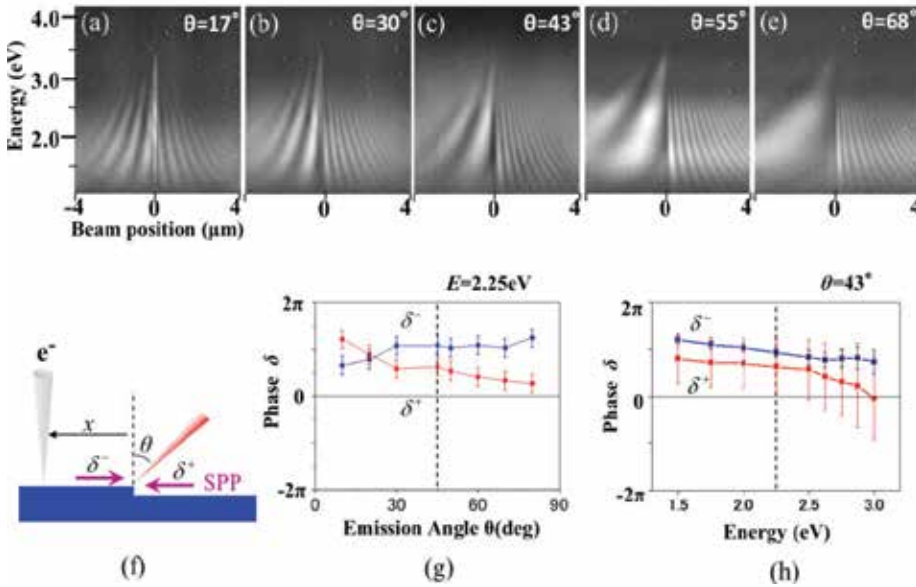 (a) θ=17°
(b) θ=30°
(c) θ=43°
(d) θ=55°
(e) θ=68°
Energy (eV)
4.0
3.0
2.0
-4 0 4
0 4
0 4
0 4
0 4
Beam position (μm)
e-
x
θ
δ-
δ+
SPP
(f)
E=2.25eV
Phase δ
2π
0
-2π
δ-
δ+
0 30 60 90
Emission Angle θ(deg)
(g)
θ=43°
Phase δ
2π
0
-2π
δ-
δ+
1.5 2.0 2.5 3.0
Energy (eV)
(h)